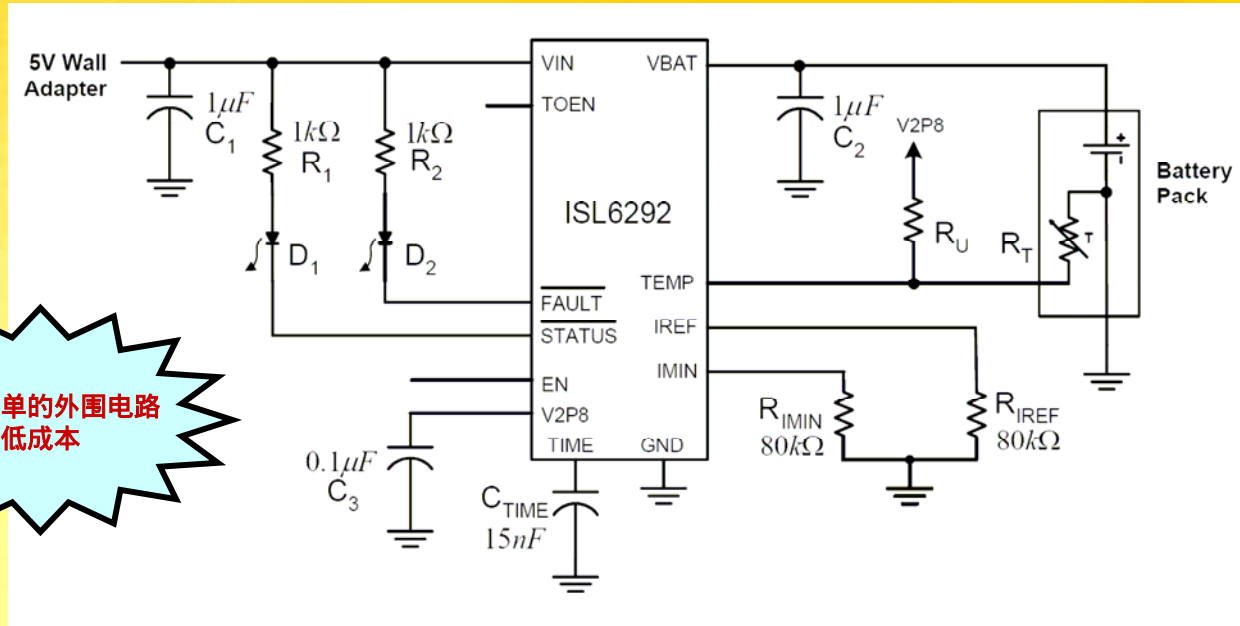 5V Wall
Adapter
1μF
C1
1kΩ
R1
1kΩ
R2
D1
D2
VIN
TOEN
ISL6292
FAULT
STATUS
EN
V2P8
TIME
GND
VBAT
TEMP
IREF
IMIN
1μF
C2
V2P8
RU
RT
T
+
Battery
Pack
RIMIN
80kΩ
RIREF
80kΩ
0.1μF
C3
CTIME
15nF
单的外围电路
低成本